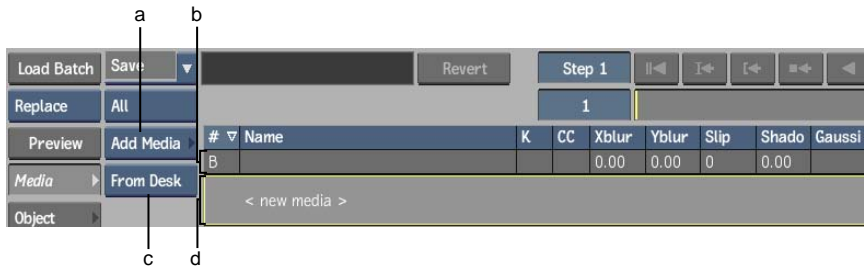 a b
Load Batch Save Revert Step 1
Replace All 1
Preview Add Media # Name K CC Xblur Yblur Slip Shado Gaussi
B 0.00 0.00 0 0.00
Media From Desk < new media >
Object
c d